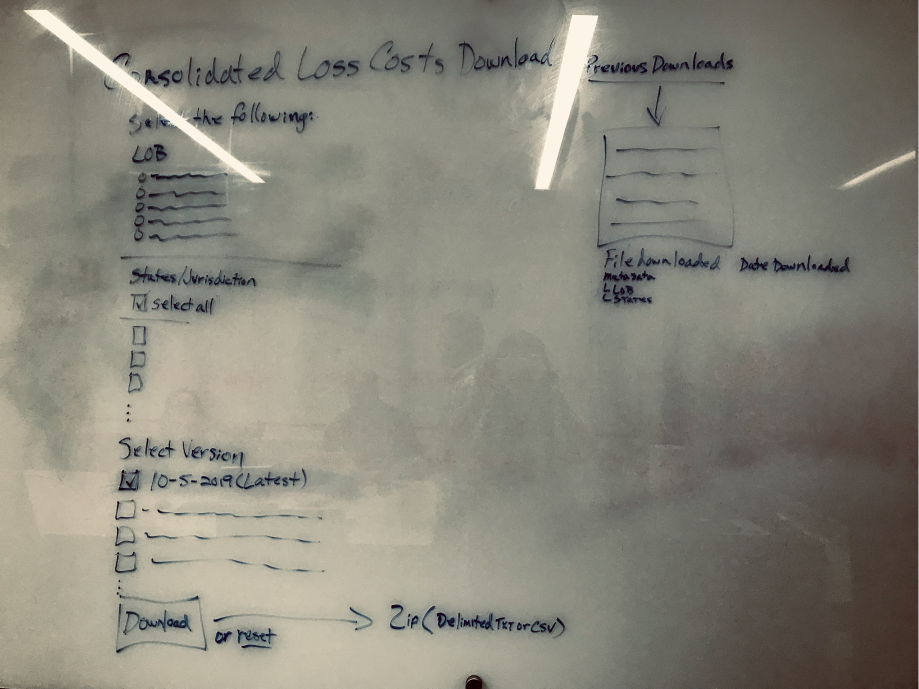 Consolidated Loss Costs Download
Select the following:
LOB
States/Jurisdiction
select all
Select Version
10-5-2019 (Latest)
Download
or reset
Zip (Delimited TXT or CSV)
Previous Downloads
File downloaded Date Downloaded
Metadata
LOB
States